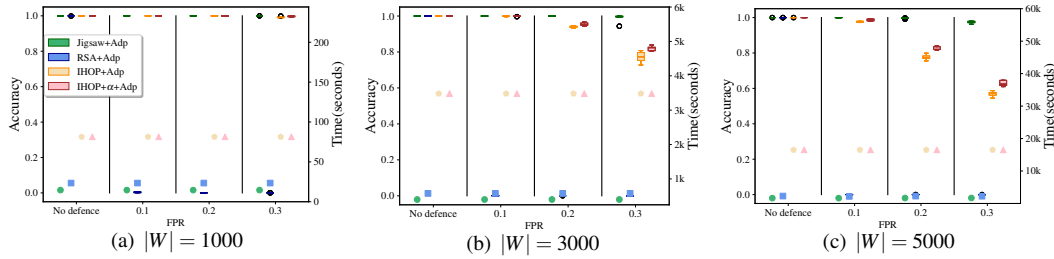 1.0
0.8
0.6
0.4
0.2
0.0
Accuracy
Jigsaw+Adp
RSA+Adp
IHOP+Adp
IHOP+α+Adp
200
150
100
50
0
Time(seconds)
No defence
0.1
0.2
0.3
FPR
(a) |W| = 1000
1.0
0.8
0.6
0.4
0.2
0.0
Accuracy
6k
5k
4k
3k
2k
1k
Time(seconds)
No defence
0.1
0.2
0.3
FPR
(b) |W| = 3000
1.0
0.8
0.6
0.4
0.2
0.0
Accuracy
60k
50k
40k
30k
20k
10k
Time(seconds)
No defence
0.1
0.2
0.3
FPR
(c) |W| = 5000